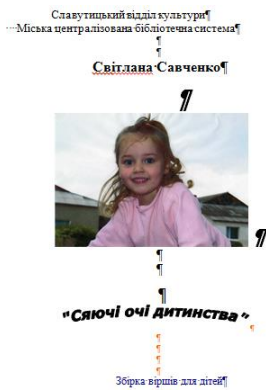 Славутицький відділ культури¶
Міська централізована бібліотечна система¶
¶
¶
Світлана Савченко¶
¶
¶
¶
¶
¶
"Сяючі очі дитинства"
¶
¶
¶
¶
¶
Збірка віршів для дітей¶